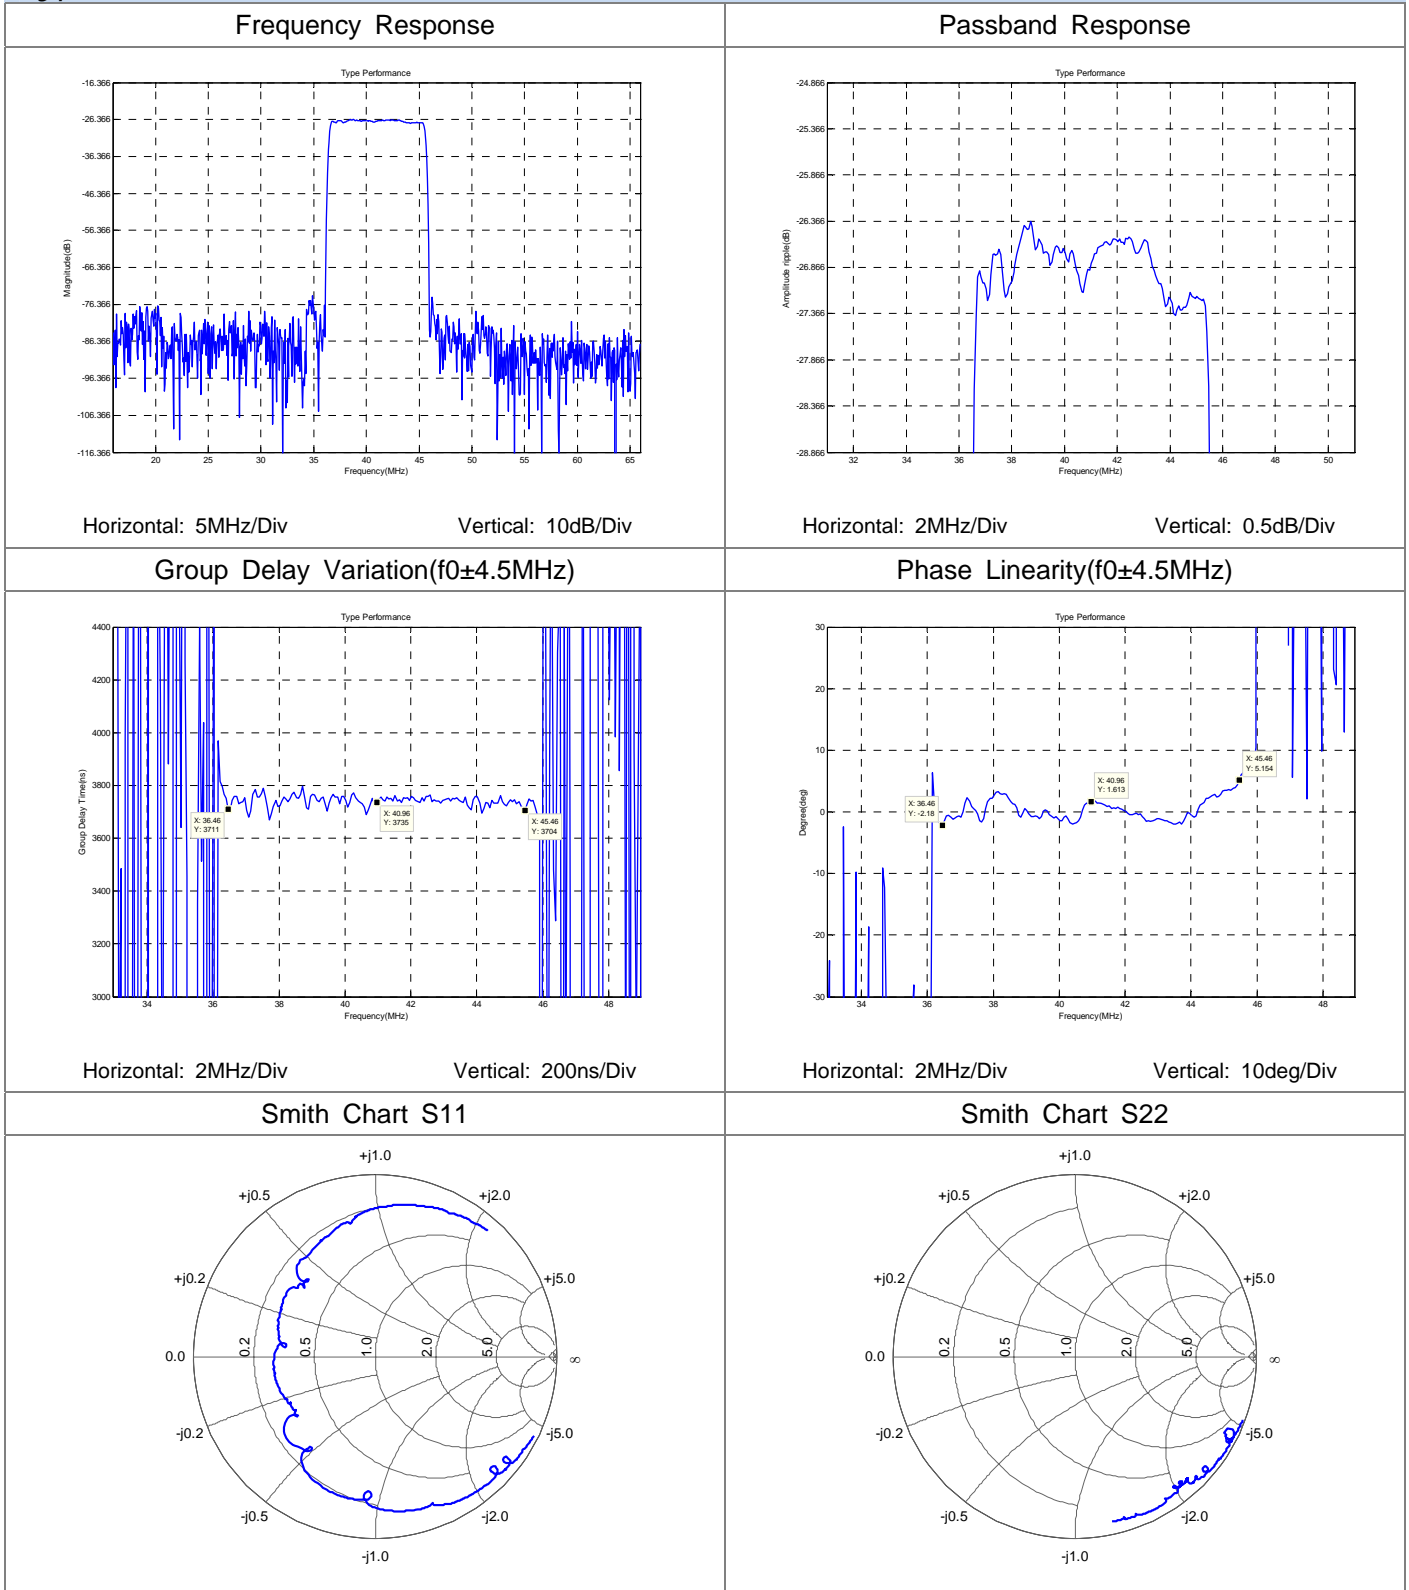 Frequency Response
Passband Response
Type Performance
-16.366
-26.366
-36.366
-46.366
-56.366
-66.366
-76.366
-86.366
-96.366
-106.366
-116.366
Magnitude(dB)
20 25 30 35 40 45 50 55 60 65
Frequency(MHz)
Horizontal: 5MHz/Div Vertical: 10dB/Div
Type Performance
-24.866
-25.366
-25.866
-26.366
-26.866
-27.366
-27.866
-28.366
-28.866
Amplitude ripple(dB)
32 34 36 38 40 42 44 46 48 50
Frequency(MHz)
Horizontal: 2MHz/Div Vertical: 0.5dB/Div
Group Delay Variation(f0±4.5MHz)
Phase Linearity(f0±4.5MHz)
Type Performance
4400
4200
4000
3800
3600
3400
3200
3000
Group Delay Time(ns)
X: 36.46
Y: 3711
X: 40.96
Y: 3735
X: 45.46
Y: 3704
34 36 38 40 42 44 46 48
Frequency(MHz)
Horizontal: 2MHz/Div Vertical: 200ns/Div
Type Performance
30
20
10
0
-10
-20
-30
Degree(deg)
X: 36.46
Y: -2.18
X: 40.96
Y: 1.613
X: 45.46
Y: 5.154
34 36 38 40 42 44 46 48
Frequency(MHz)
Horizontal: 2MHz/Div Vertical: 10deg/Div
Smith Chart S11
Smith Chart S22
+j1.0
+j0.5
+j2.0
+j0.2
+j5.0
0.0
0.2
0.5
1.0
2.0
5.0
∞
-j0.2
-j5.0
-j0.5
-j2.0
-j1.0
+j1.0
+j0.5
+j2.0
+j0.2
+j5.0
0.0
0.2
0.5
1.0
2.0
5.0
∞
-j0.2
-j5.0
-j0.5
-j2.0
-j1.0